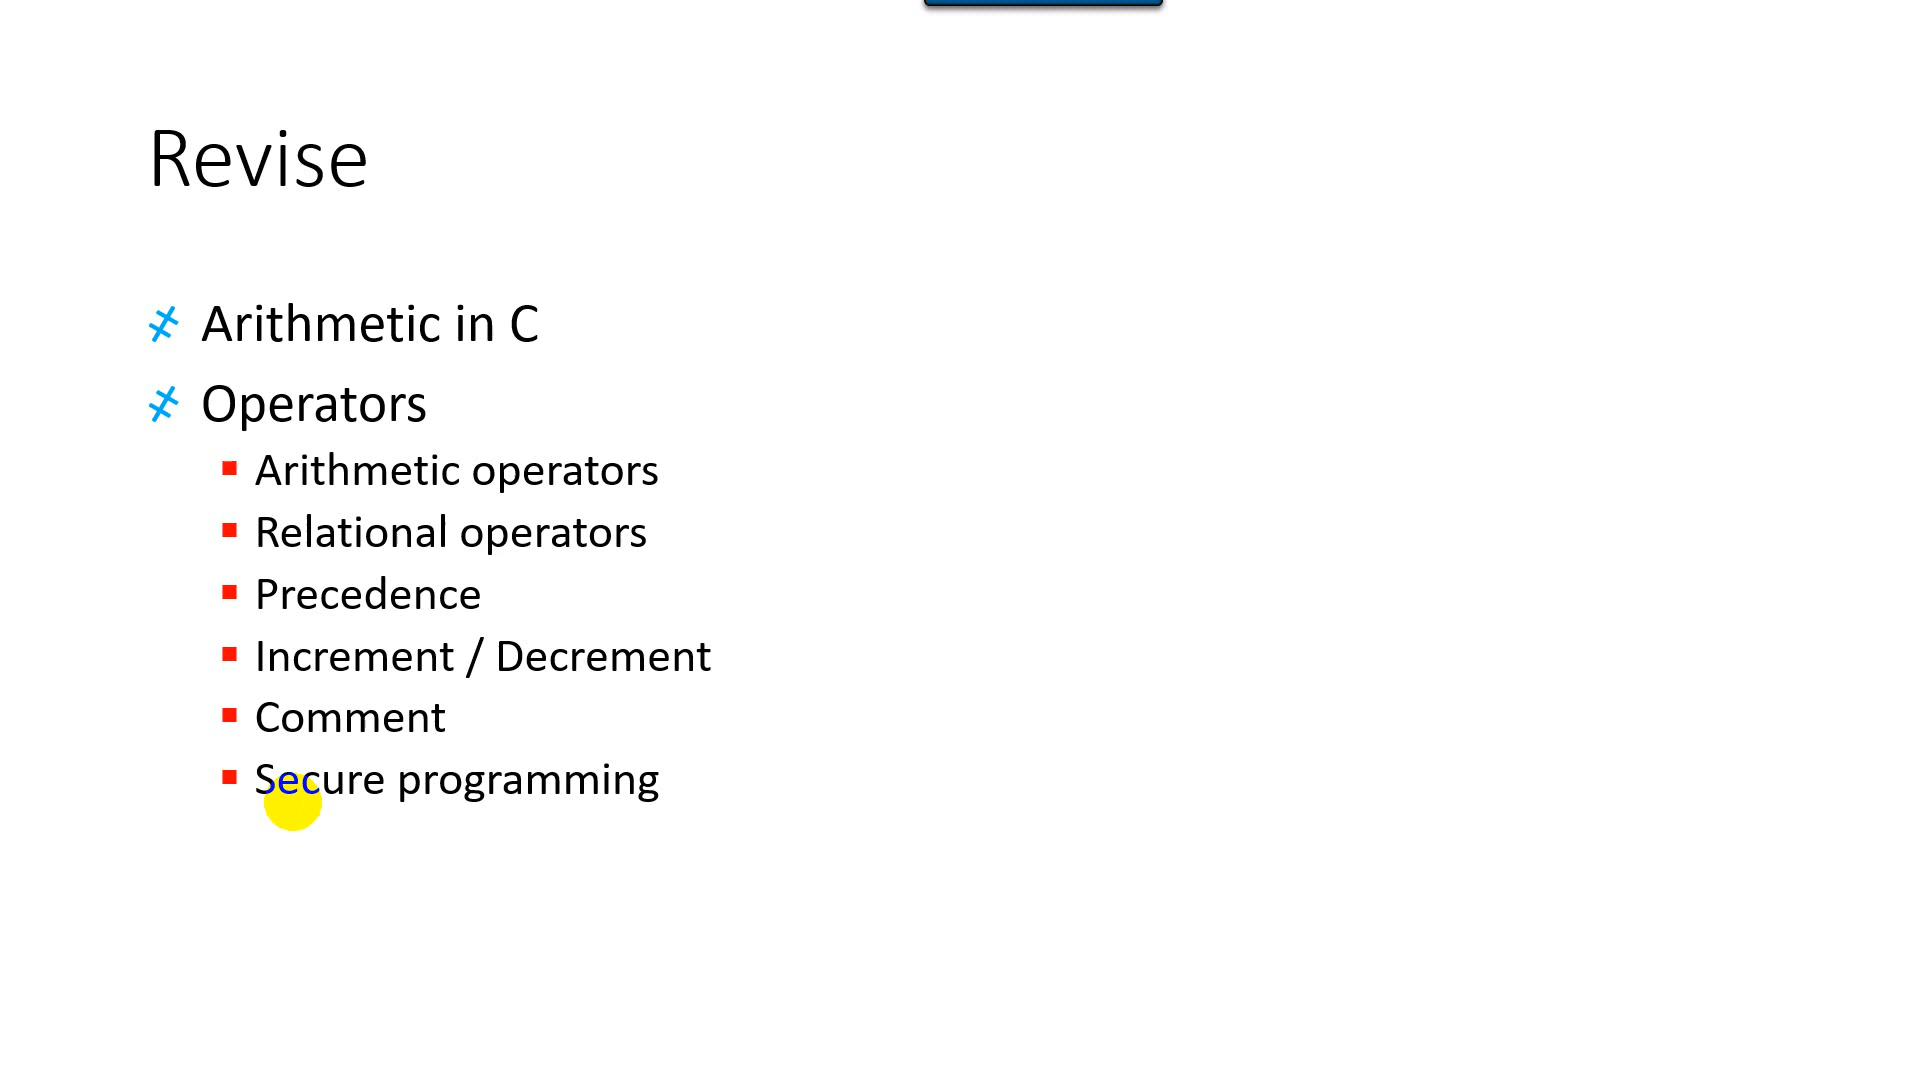 Revise
Arithmetic in C
Operators
Arithmetic operators
Relational operators
Precedence
Increment / Decrement
Comment
Secure programming